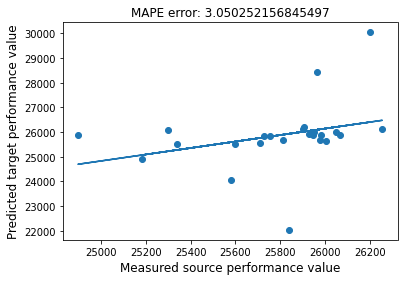 MAPE error: 3.050252156845497
30000
29000
28000
27000
26000
25000
24000
23000
22000
Predicted target performance value
25000 25200 25400 25600 25800 26000 26200
Measured source performance value